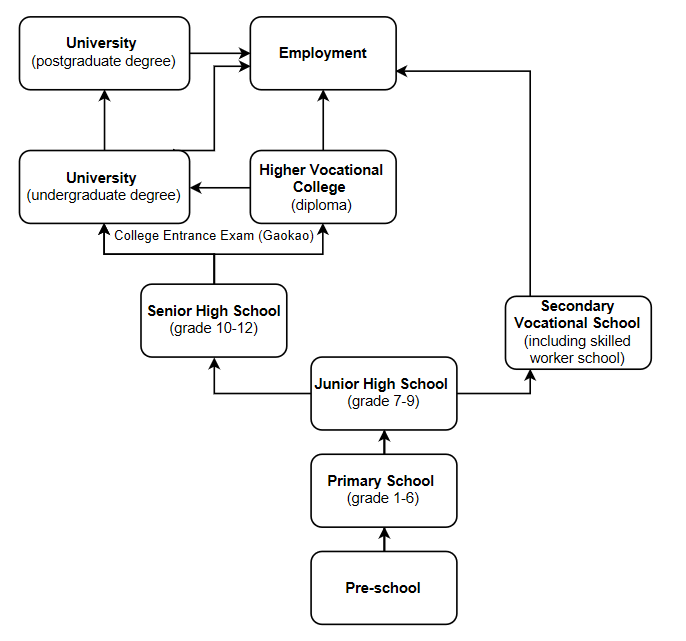 University
(postgraduate degree)
Employment
University
(undergraduate degree)
Higher Vocational
College
(diploma)
College Entrance Exam (Gaokao)
Senior High School
(grade 10-12)
Secondary
Vocational School
(including skilled
worker school)
Junior High School
(grade 7-9)
Primary School
(grade 1-6)
Pre-school